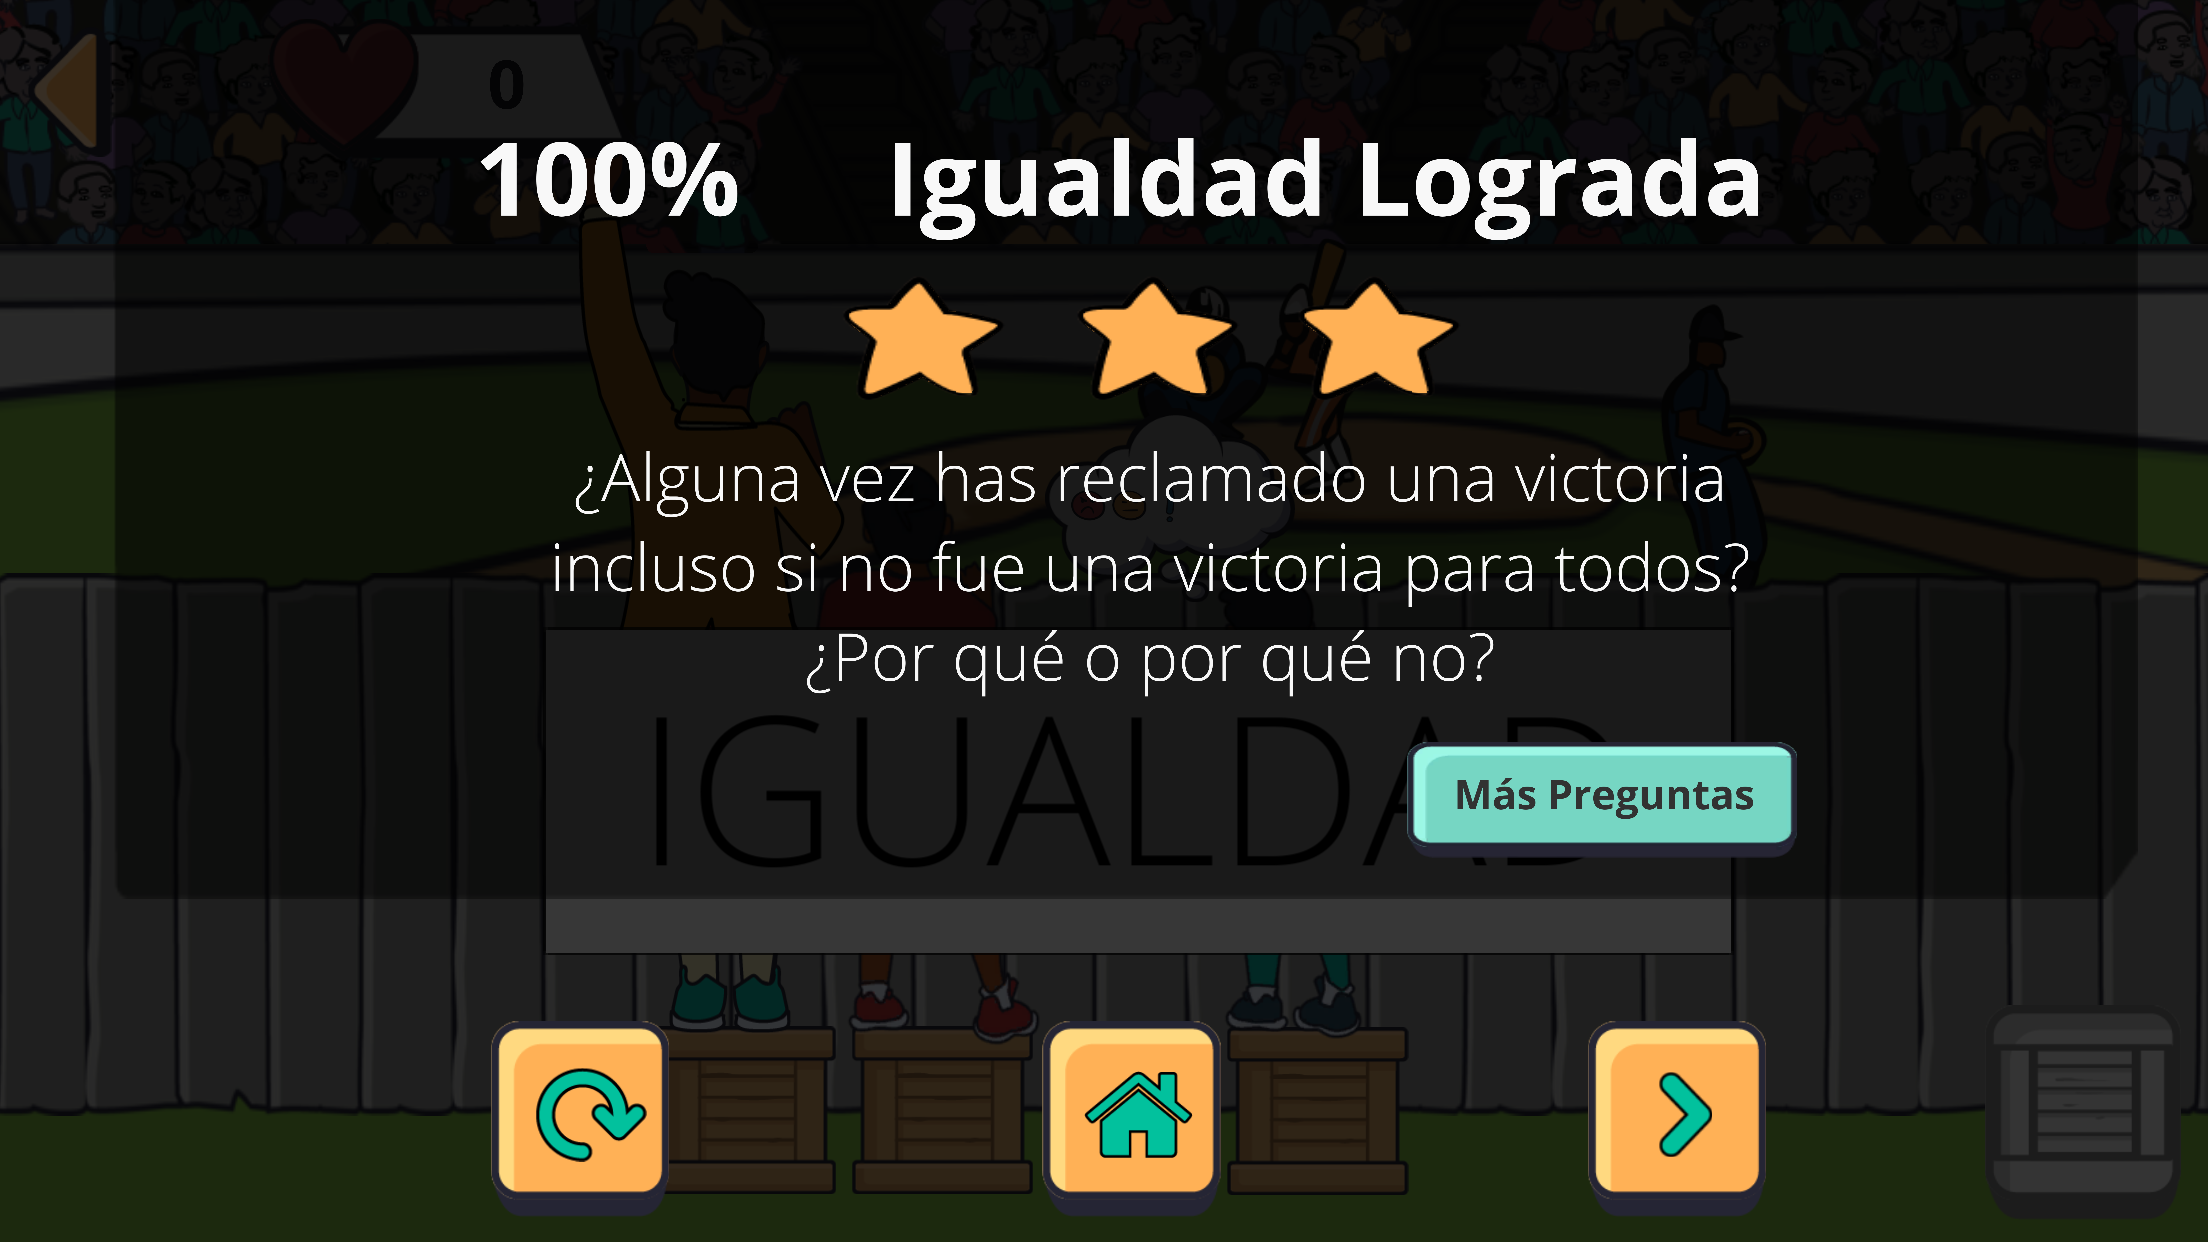 0
100% Igualdad Lograda
¿Alguna vez has reclamado una victoria
incluso si no fue una victoria para todos?
¿Por qué o por qué no?
IGUALDAD
Más Preguntas